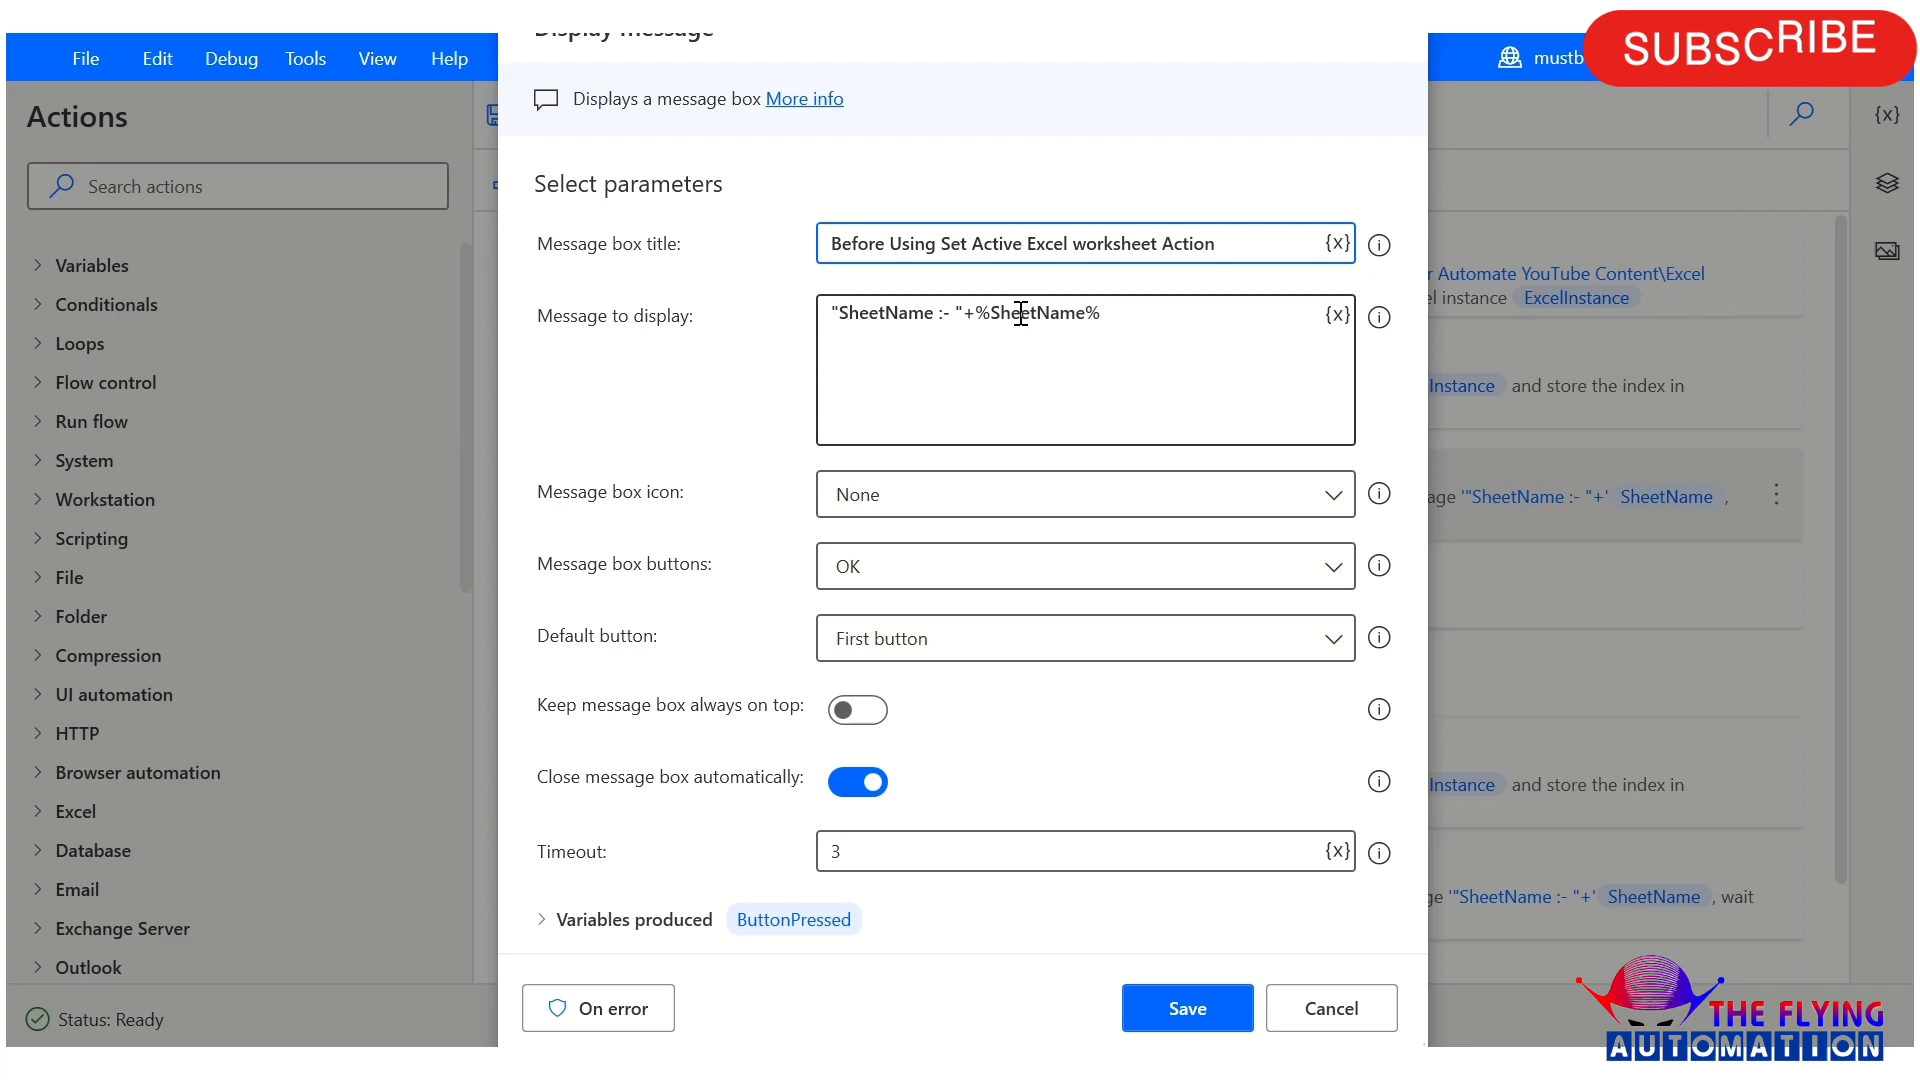 Display message
SUBSCRIBE
File Edit Debug Tools View Help
mustb
Actions
Displays a message box More info
{x}
Search actions
Select parameters
Message box title: Before Using Set Active Excel worksheet Action {x}
Message to display: "SheetName :- "+%SheetName% {x}
Variables
Conditionals
Loops
Flow control
Run flow
System
Workstation
Scripting
File
Folder
Compression
UI automation
HTTP
Browser automation
Excel
Database
Email
Exchange Server
Outlook
r Automate YouTube Content\Excel
el instance ExcelInstance
Instance and store the index in
Message box icon: None
age '"SheetName :- "+' SheetName ,
Message box buttons: OK
Default button: First button
Keep message box always on top:
Close message box automatically:
Instance and store the index in
Timeout: 3 {x}
ge '"SheetName :- "+' SheetName , wait
Variables produced ButtonPressed
On error Save Cancel
Status: Ready
THE FLYING
AUTOMATION